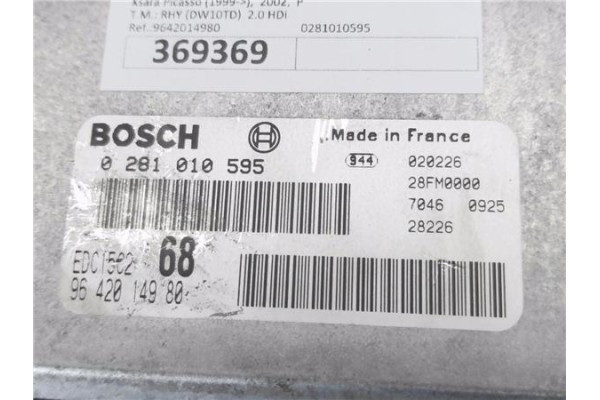 Xsara Picasso (1999->), 2002, P
T.M.: RHY (DW10TD) 2.0 HDi
Ref.:9642014980 0281010595
369369
BOSCH
Made in France
0 281 010 595
944 020226
28FM0000
7046 0925
28226
EDC15C2 68
96 420 149 80